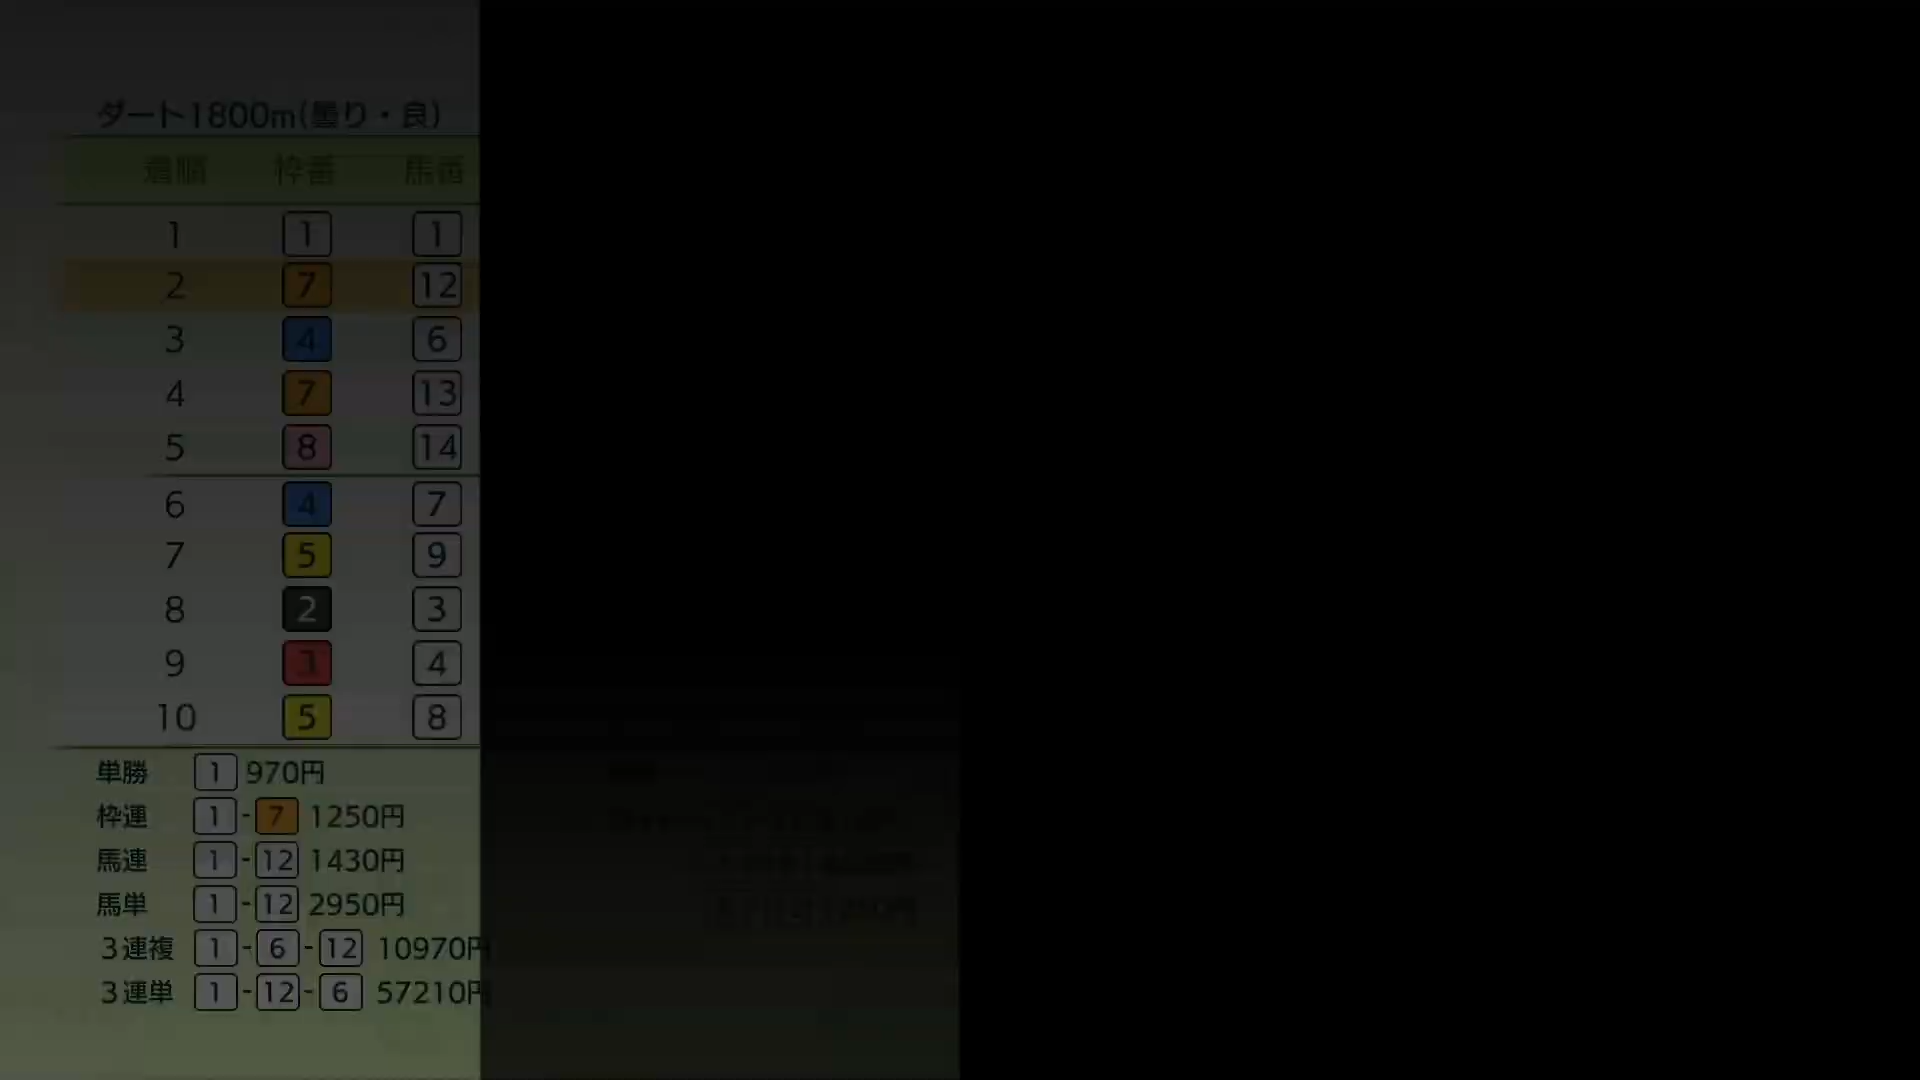 ダート1800m(曇り・良)
着順 枠番 馬番
1 1 1
2 7 12
3 4 6
4 7 13
5 8 14
6 4 7
7 5 9
8 2 3
9 3 4
10 5 8
単勝 1 970円
枠連 1-7 1250円
馬連 1-12 1430円
馬単 1-12 2950円
3連複 1-6-12 10970円
3連単 1-12-6 57210円